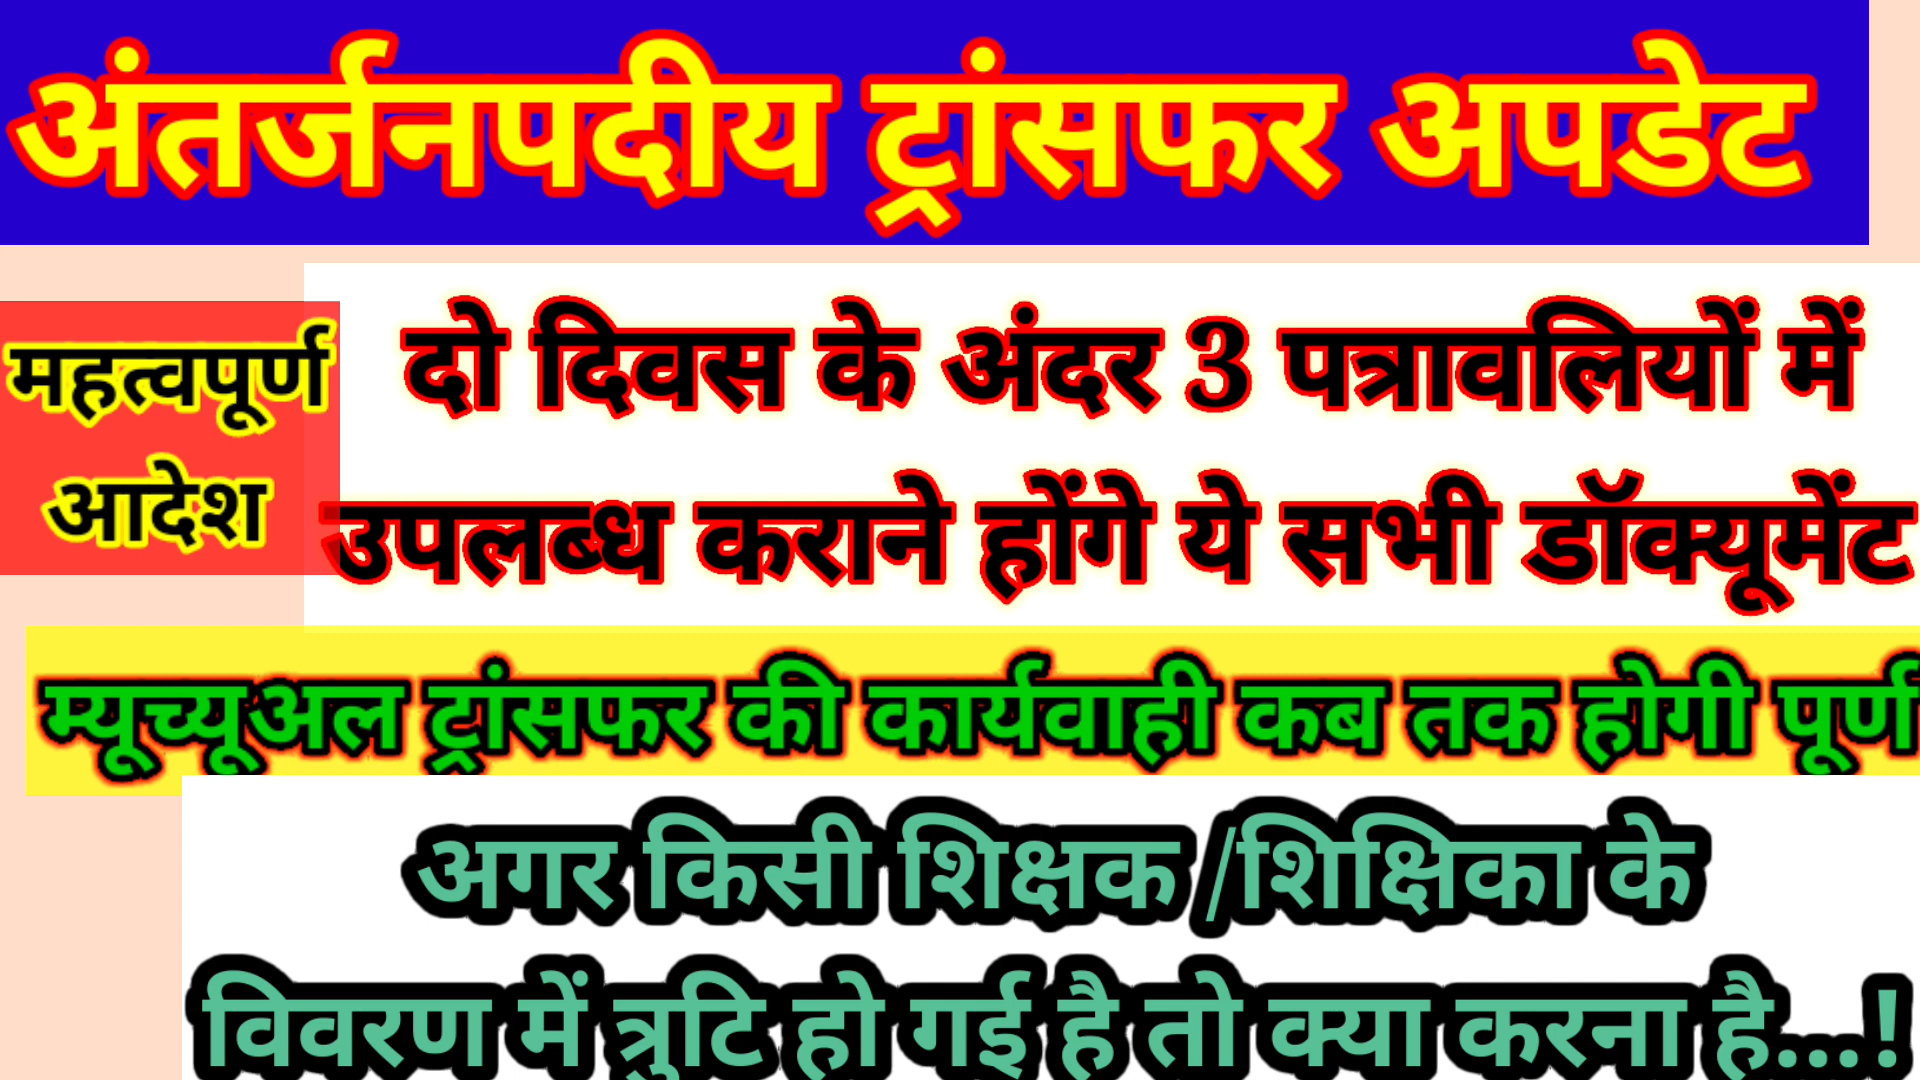 अंतर्जनपदीय ट्रांसफर अपडेट
महत्वपूर्ण
आदेश
दो दिवस के अंदर 3 पत्रावलियों में
उपलब्ध कराने होंगे ये सभी डॉक्यूमेंट
म्यूच्यूअल ट्रांसफर की कार्यवाही कब तक होगी पूर्ण
अगर किसी शिक्षक /शिक्षिका के
विवरण में त्रुटि हो गई है तो क्या करना है...!